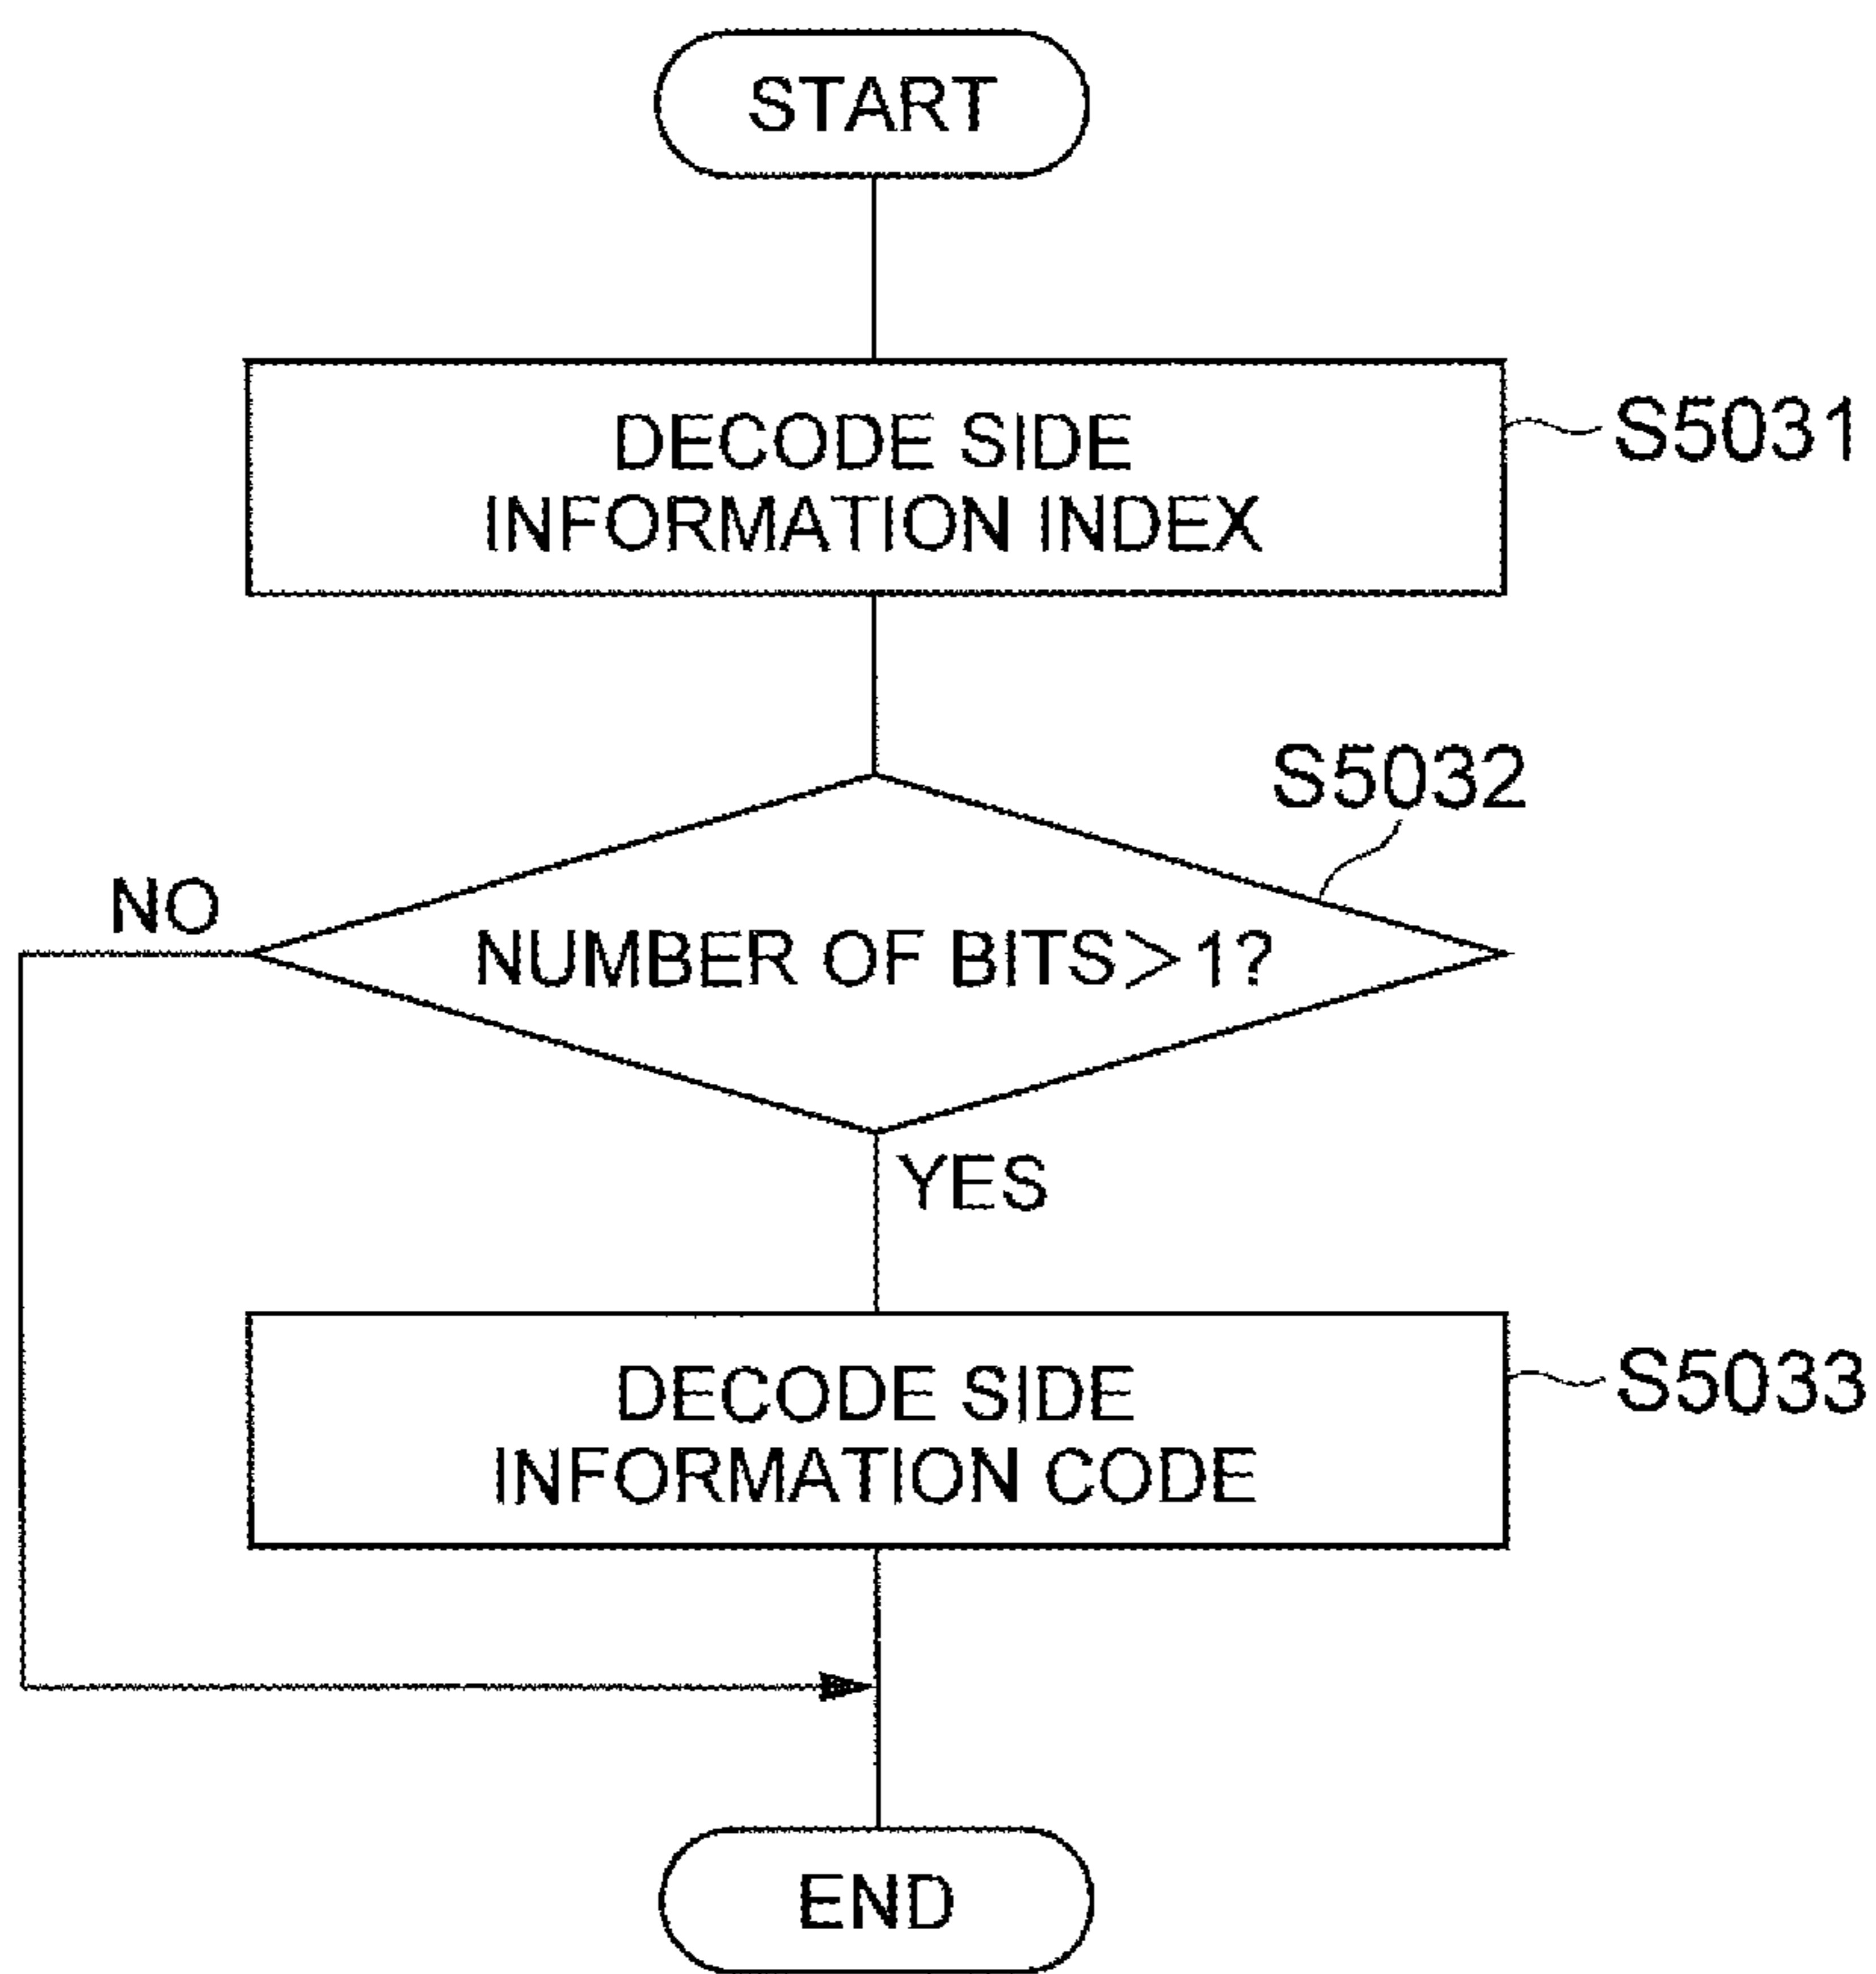 START
DECODE SIDE
INFORMATION INDEX
S5031
S5032
NO
NUMBER OF BITS>1?
YES
DECODE SIDE
INFORMATION CODE
S5033
END